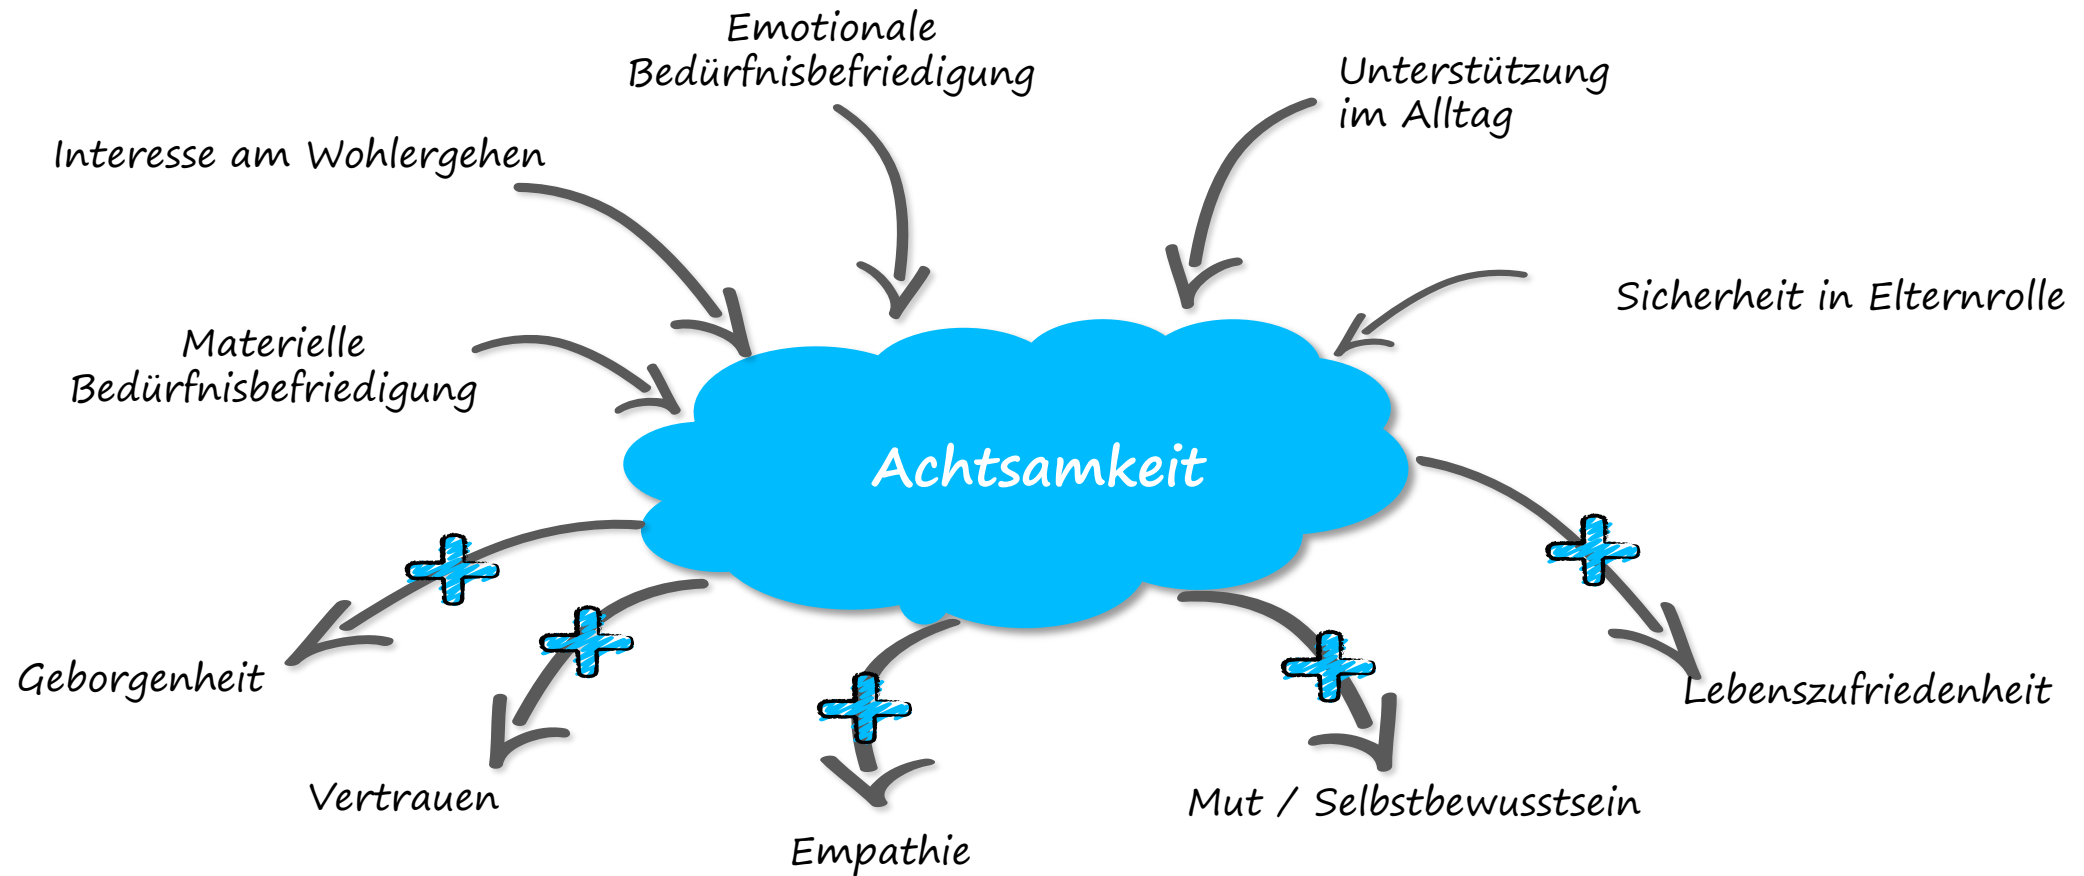 Emotionale
Bedürfnisbefriedigung
Unterstützung
im Alltag
Interesse am Wohlergehen
Sicherheit in Elternrolle
Materielle
Bedürfnisbefriedigung
Achtsamkeit
Geborgenheit
Lebenszufriedenheit
Vertrauen
Mut / Selbstbewusstsein
Empathie